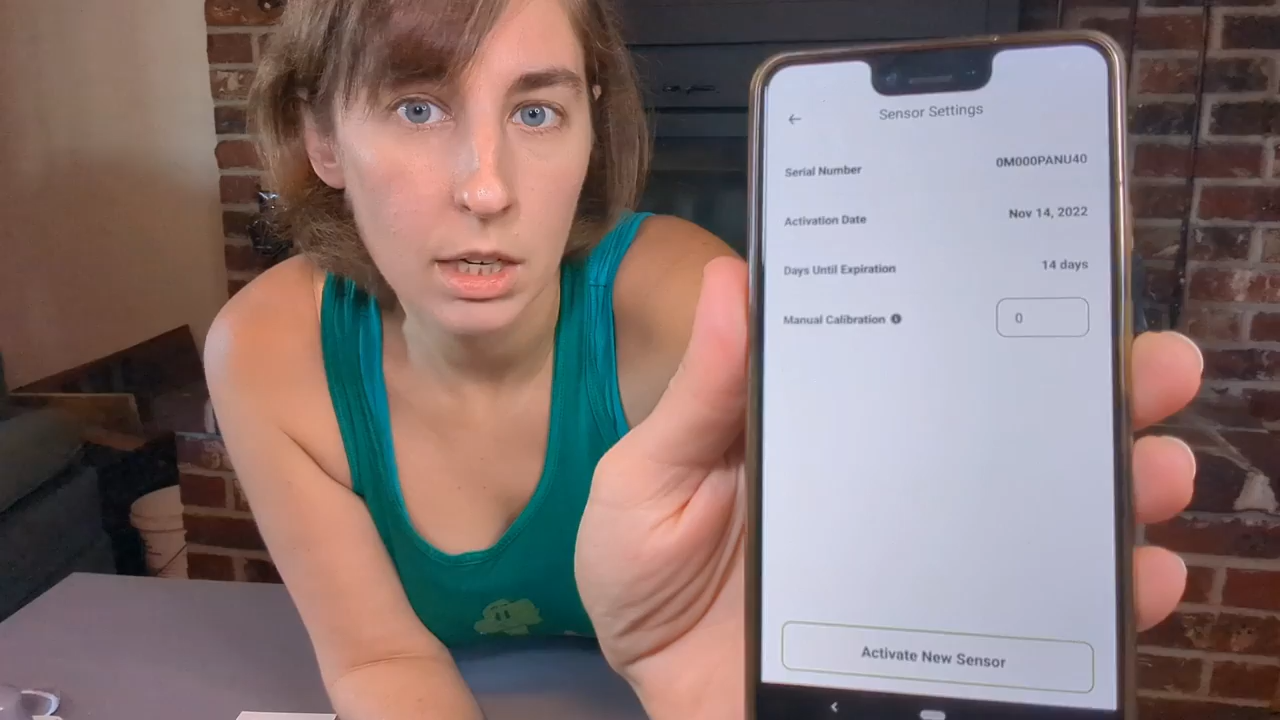 Sensor Settings
Serial Number 0M000PANU40
Activation Date Nov 14, 2022
Days Until Expiration 14 days
Manual Calibration 0
Activate New Sensor